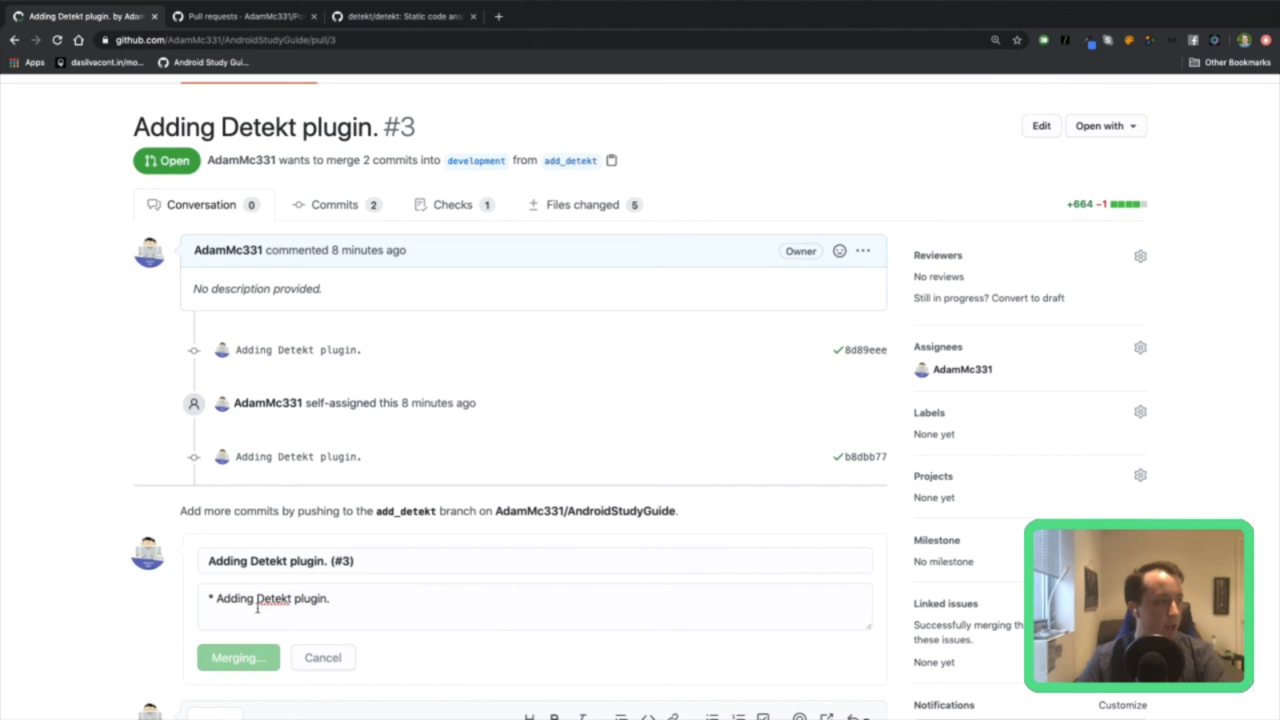 Adding Detekt plugin. by Adam
Pull requests · AdamMc331/
detekt/detekt: Static code
github.com/AdamMc331/AndroidStudyGuide/pull/3
Apps
dasilvacont.in/mo...
Android Study Gui...
Other Bookmarks
Adding Detekt plugin. #3
Edit
Open with
Open
AdamMc331 wants to merge 2 commits into development from add_detekt
Conversation 0
Commits 2
Checks 1
Files changed 5
+664 −1
AdamMc331 commented 8 minutes ago
Owner
No description provided.
Adding Detekt plugin.
8d89eee
AdamMc331 self-assigned this 8 minutes ago
Adding Detekt plugin.
b8dbb77
Add more commits by pushing to the add_detekt branch on AdamMc331/AndroidStudyGuide.
Adding Detekt plugin. (#3)
* Adding Detekt plugin.
Merging...
Cancel
Reviewers
No reviews
Still in progress? Convert to draft
Assignees
AdamMc331
Labels
None yet
Projects
None yet
Milestone
No milestone
Linked issues
Successfully merging
these issues.
None yet
Notifications
Customize